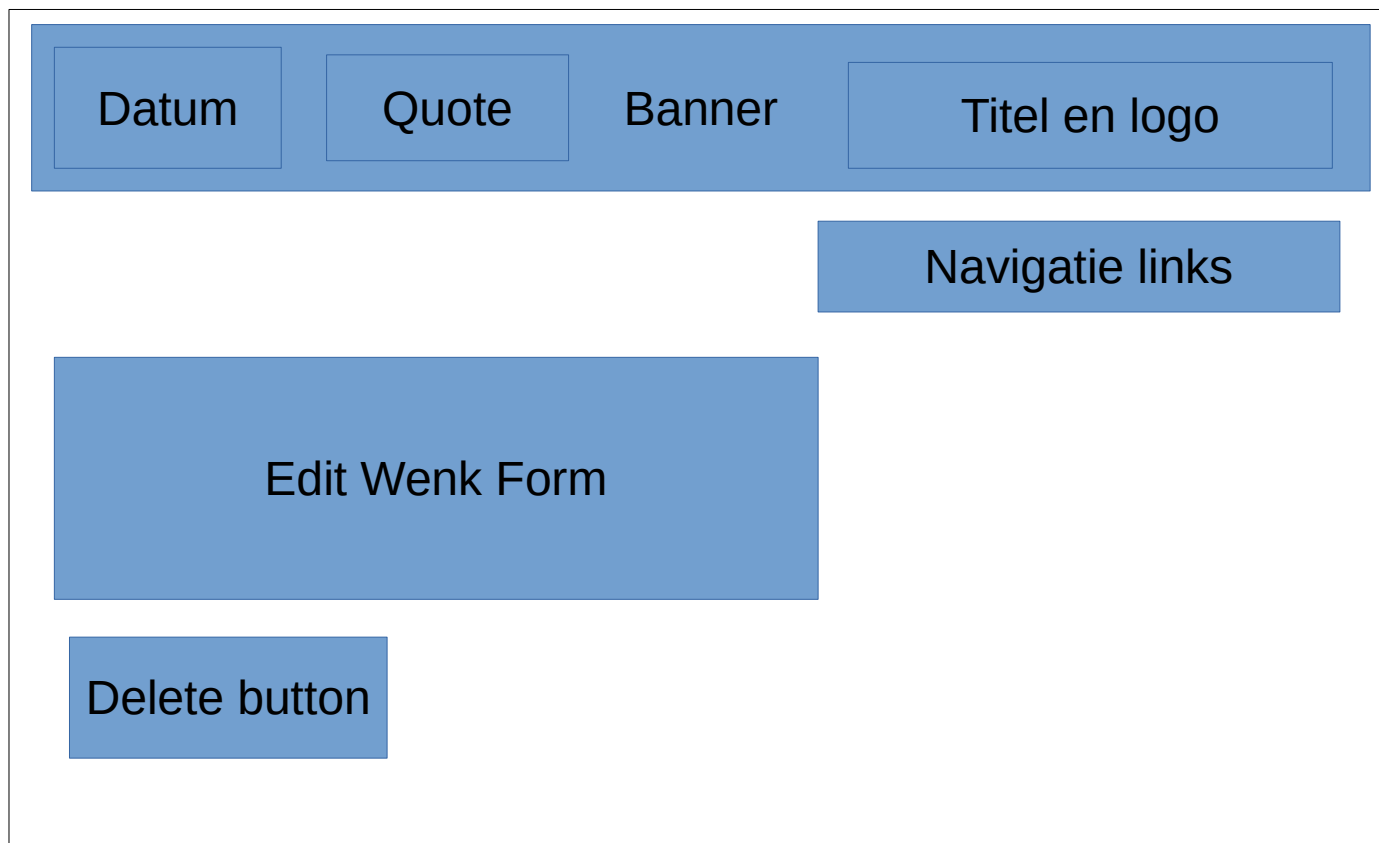 Datum
Quote
Banner
Titel en logo
Navigatie links
Edit Wenk Form
Delete button